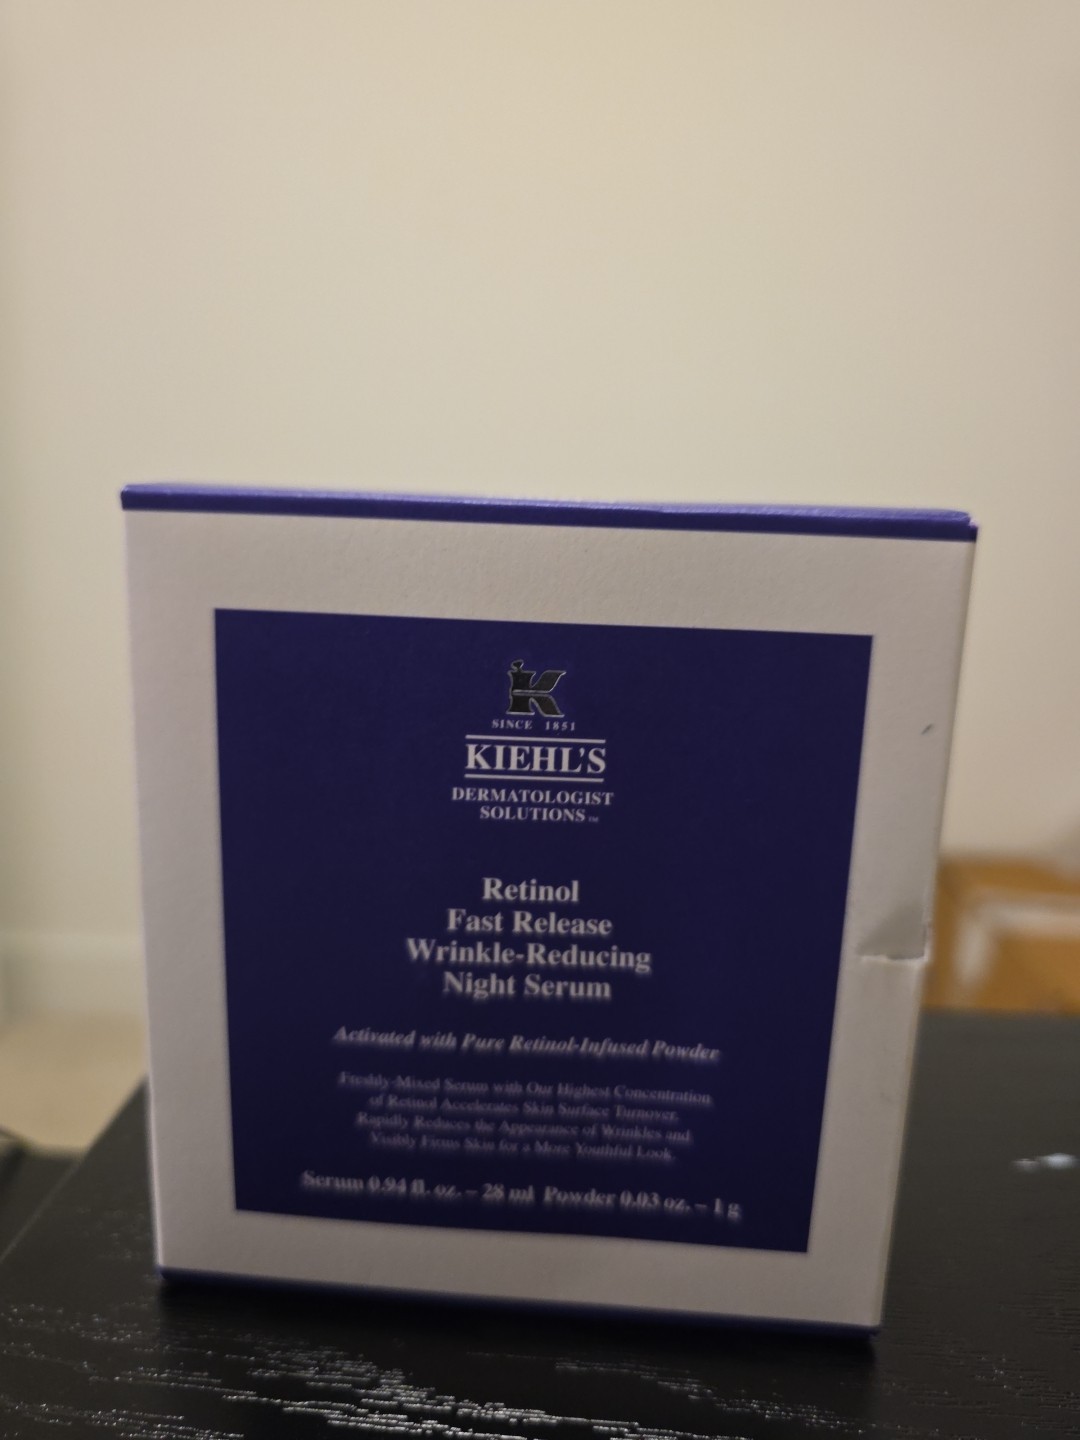 K
SINCE 1851
KIEHL'S
DERMATOLOGIST
SOLUTIONS™
Retinol
Fast Release
Wrinkle-Reducing
Night Serum
Activated with Pure Retinol-Infused Powder
Freshly-Mixed Serum with Our Highest Concentration
of Retinol Accelerates Skin Surface Turnover,
Rapidly Reduces the Appearance of Wrinkles and
Visibly Firms Skin for a More Youthful Look.
Serum 0.94 fl. oz. – 28 ml Powder 0.03 oz. – 1 g